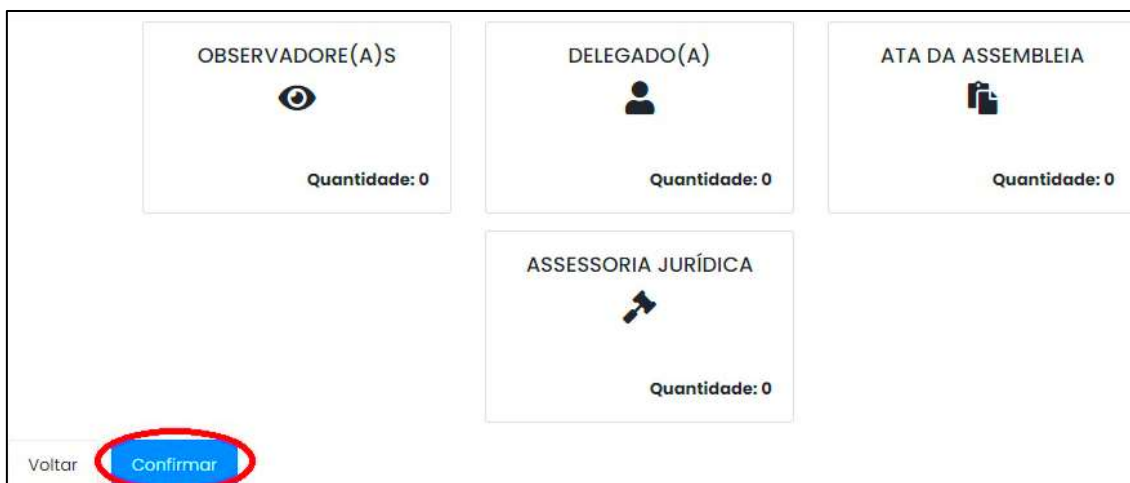 OBSERVADORE(A)S
DELEGADO(A)
ATA DA ASSEMBLEIA
Quantidade: 0
Quantidade: 0
Quantidade: 0
ASSESSORIA JURÍDICA
Quantidade: 0
Voltar
Confirmar